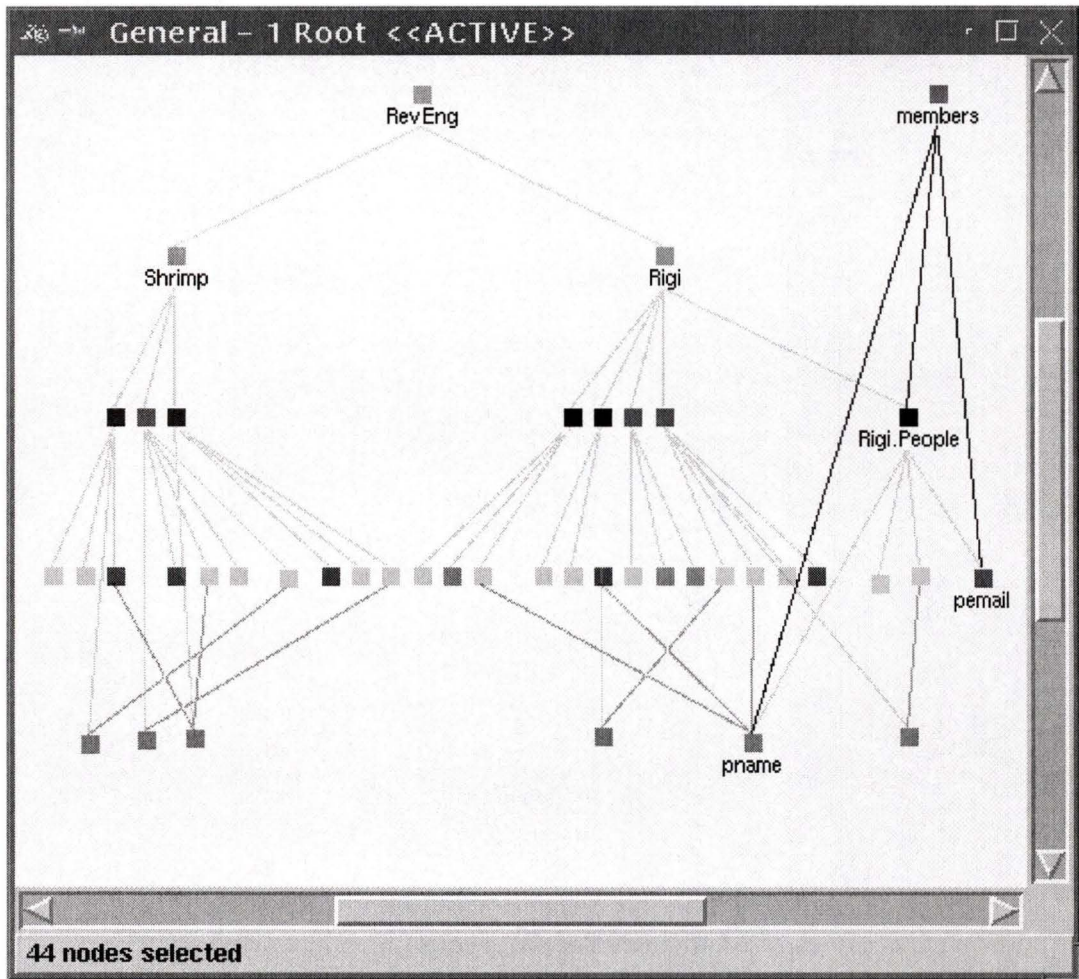 General - 1 Root <<ACTIVE>>
RevEng
members
Shrimp
Rigi
Rigi.People
pemail
pname
44 nodes selected